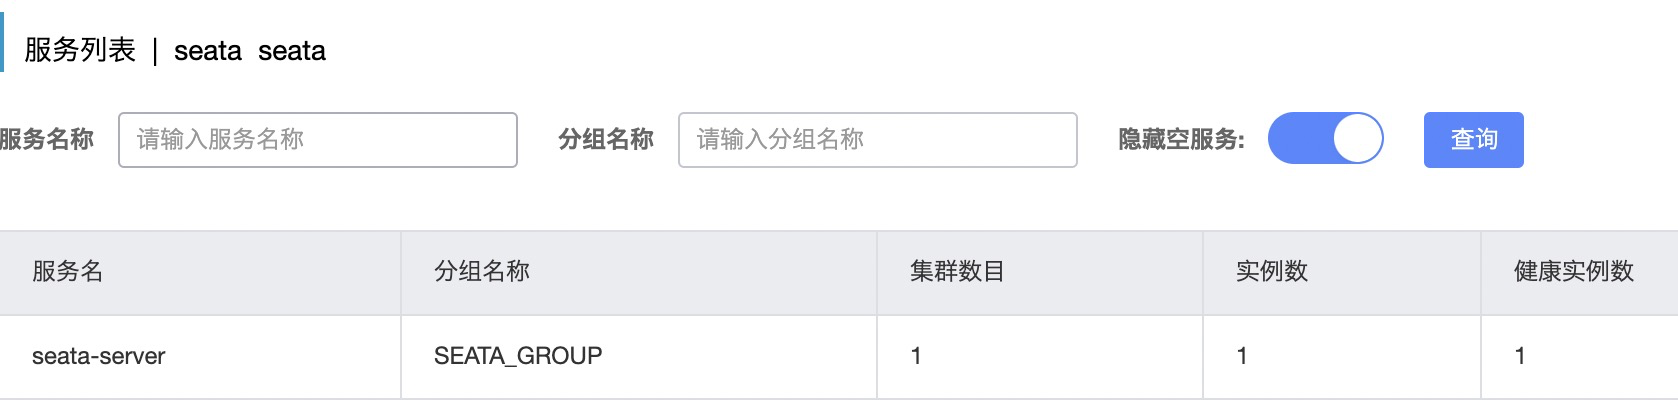 服务列表 | seata seata
服务名称 请输入服务名称 分组名称 请输入分组名称 隐藏空服务: 查询
服务名 分组名称 集群数目 实例数 健康实例数
seata-server SEATA_GROUP 1 1 1